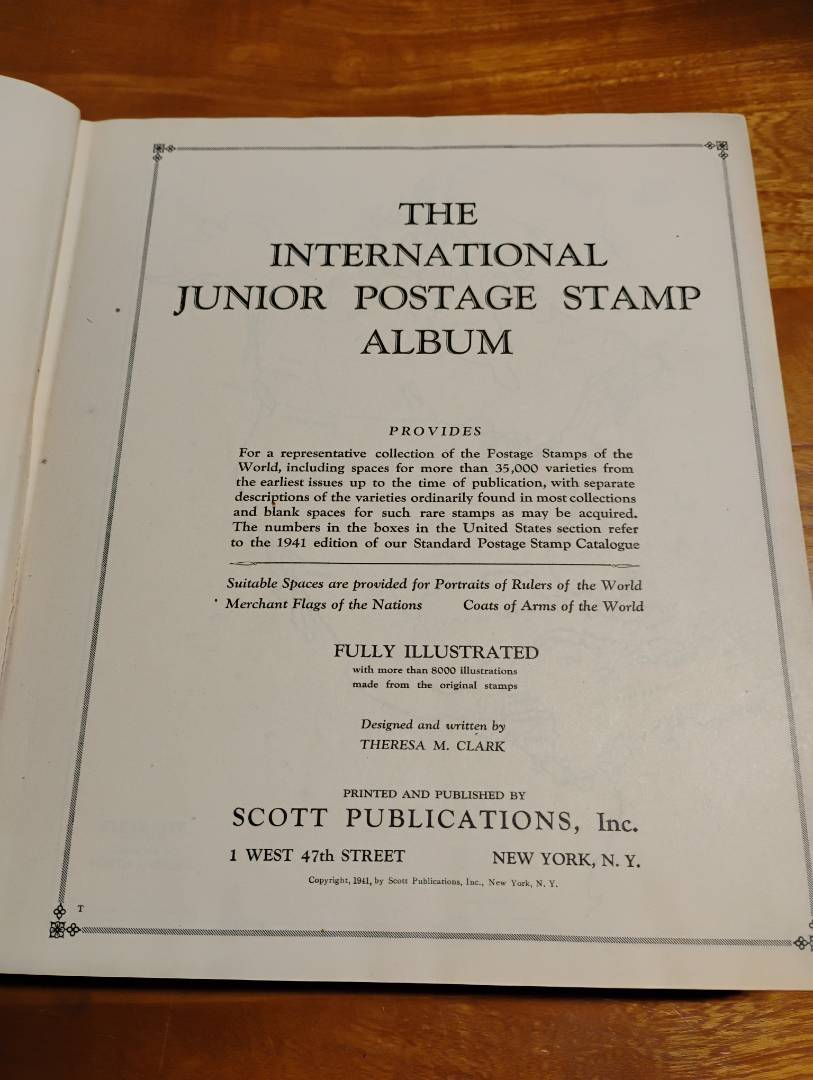 THE
INTERNATIONAL
JUNIOR POSTAGE STAMP
ALBUM
PROVIDES
For a representative collection of the Postage Stamps of the
World, including spaces for more than 35,000 varieties from
the earliest issues up to the time of publication, with separate
descriptions of the varieties ordinarily found in most collections
and blank spaces for such rare stamps as may be acquired.
The numbers in the boxes in the United States section refer
to the 1941 edition of our Standard Postage Stamp Catalogue
Suitable Spaces are provided for Portraits of Rulers of the World
Merchant Flags of the Nations Coats of Arms of the World
FULLY ILLUSTRATED
with more than 8000 illustrations
made from the original stamps
Designed and written by
THERESA M. CLARK
PRINTED AND PUBLISHED BY
SCOTT PUBLICATIONS, Inc.
1 WEST 47th STREET NEW YORK, N. Y.
Copyright, 1941, by Scott Publications, Inc., New York, N. Y.
T